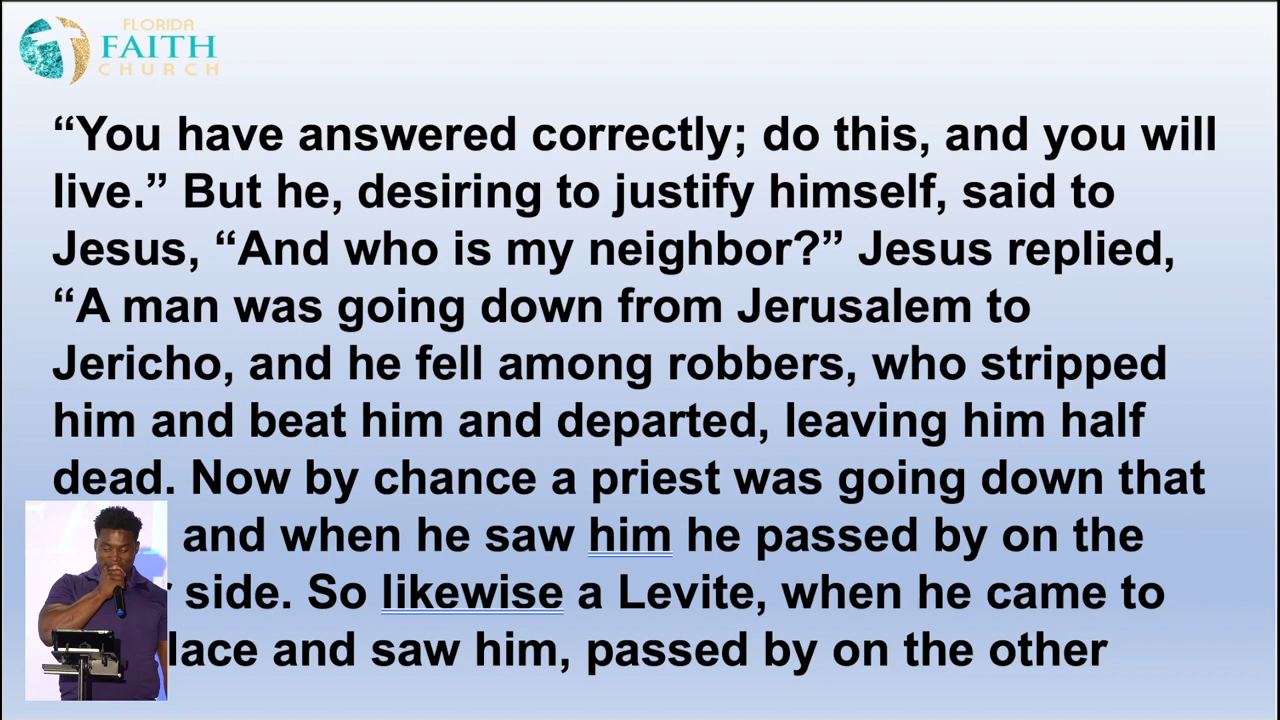 FLORIDA
FAITH
CHURCH
“You have answered correctly; do this, and you will
live.” But he, desiring to justify himself, said to
Jesus, “And who is my neighbor?” Jesus replied,
“A man was going down from Jerusalem to
Jericho, and he fell among robbers, who stripped
him and beat him and departed, leaving him half
dead. Now by chance a priest was going down that
and when he saw him he passed by on the
side. So likewise a Levite, when he came to
and saw him, passed by on the other